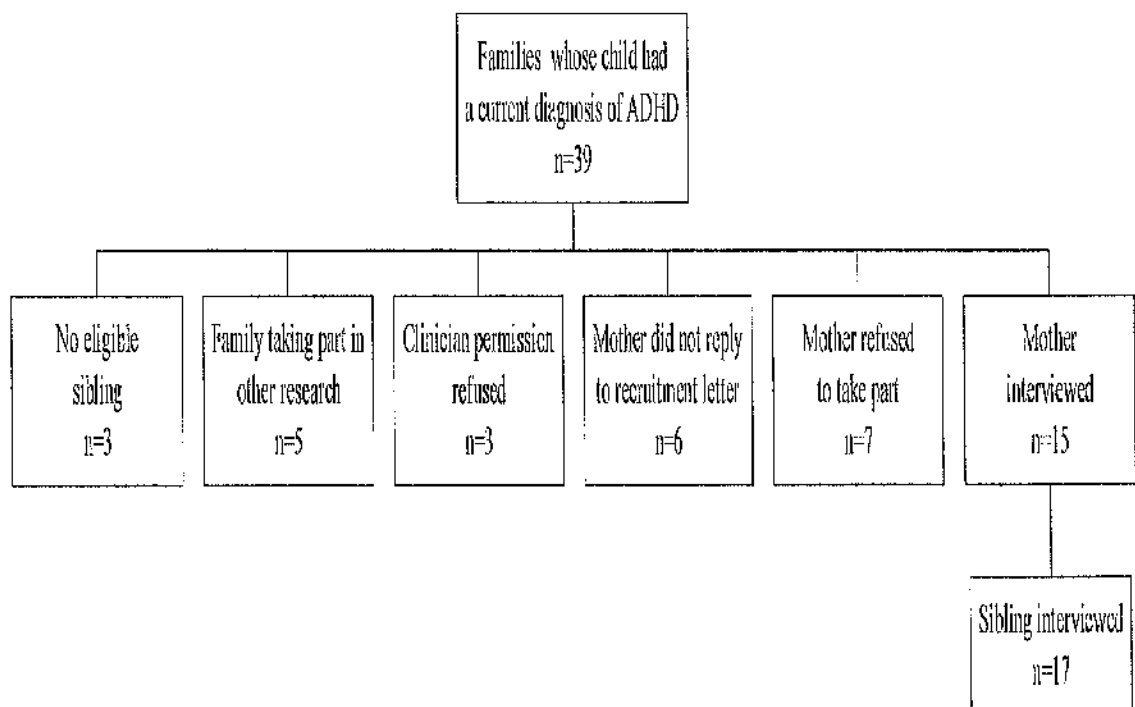 Families whose child had
a current diagnosis of ADHD
n=39
No eligible
sibling
n=3
Family taking part in
other research
n=5
Clinician permission
refused
n=3
Mother did not reply
to recruitment letter
n=6
Mother refused
to take part
n=7
Mother
interviewed
n=15
Sibling interviewed
n=17